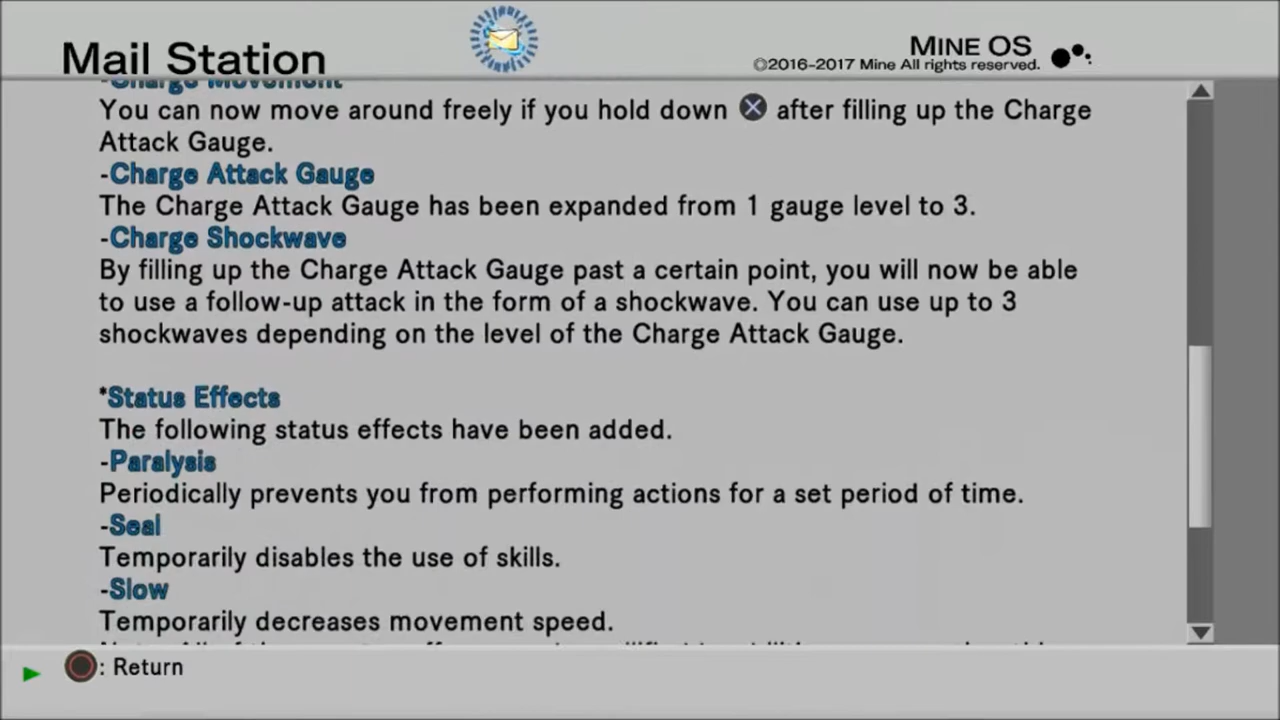 Mail Station
MINE OS
©2016-2017 Mine All rights reserved.
-Charge Movement
You can now move around freely if you hold down ⓧ after filling up the Charge
Attack Gauge.
-Charge Attack Gauge
The Charge Attack Gauge has been expanded from 1 gauge level to 3.
-Charge Shockwave
By filling up the Charge Attack Gauge past a certain point, you will now be able
to use a follow-up attack in the form of a shockwave. You can use up to 3
shockwaves depending on the level of the Charge Attack Gauge.
*Status Effects
The following status effects have been added.
-Paralysis
Periodically prevents you from performing actions for a set period of time.
-Seal
Temporarily disables the use of skills.
-Slow
Temporarily decreases movement speed.
: Return